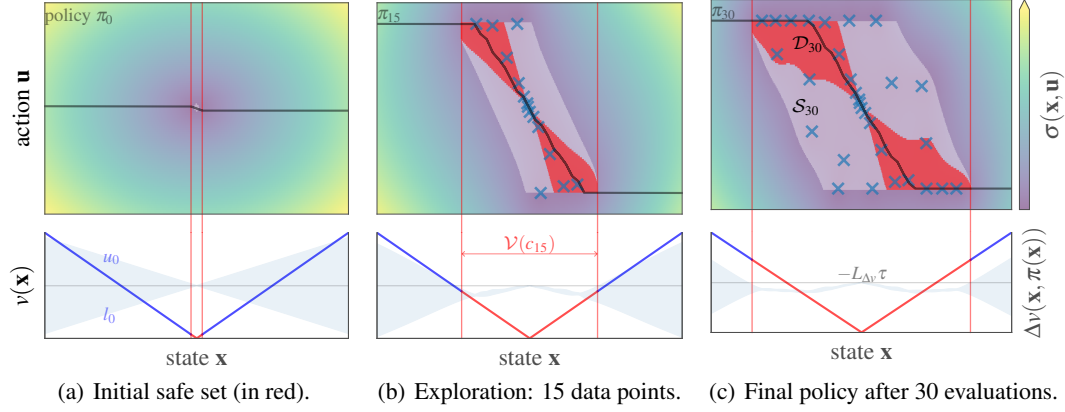 policy π₀
π₁₅
π₃₀
𝒟₃₀
𝒮₃₀
action u
σ(x, u)
𝒱(c₁₅)
u₀
l₀
−L_Δv τ
v(x)
Δv(x, π(x))
state x
state x
state x
(a) Initial safe set (in red).
(b) Exploration: 15 data points.
(c) Final policy after 30 evaluations.